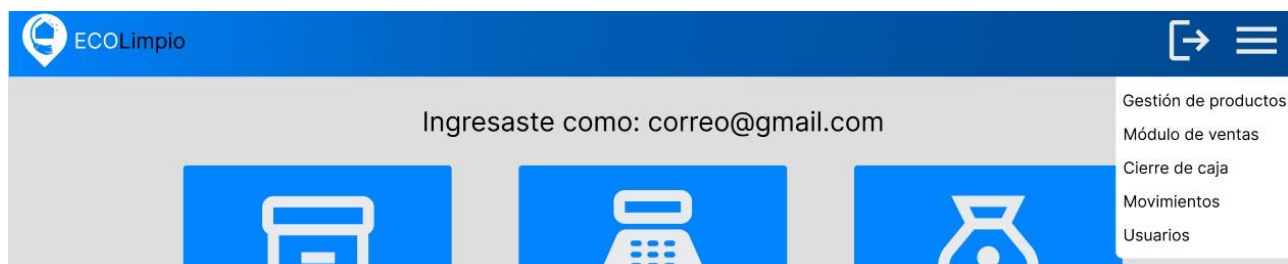 ECOLimpio
Ingresaste como: correo@gmail.com
Gestión de productos
Módulo de ventas
Cierre de caja
Movimientos
Usuarios